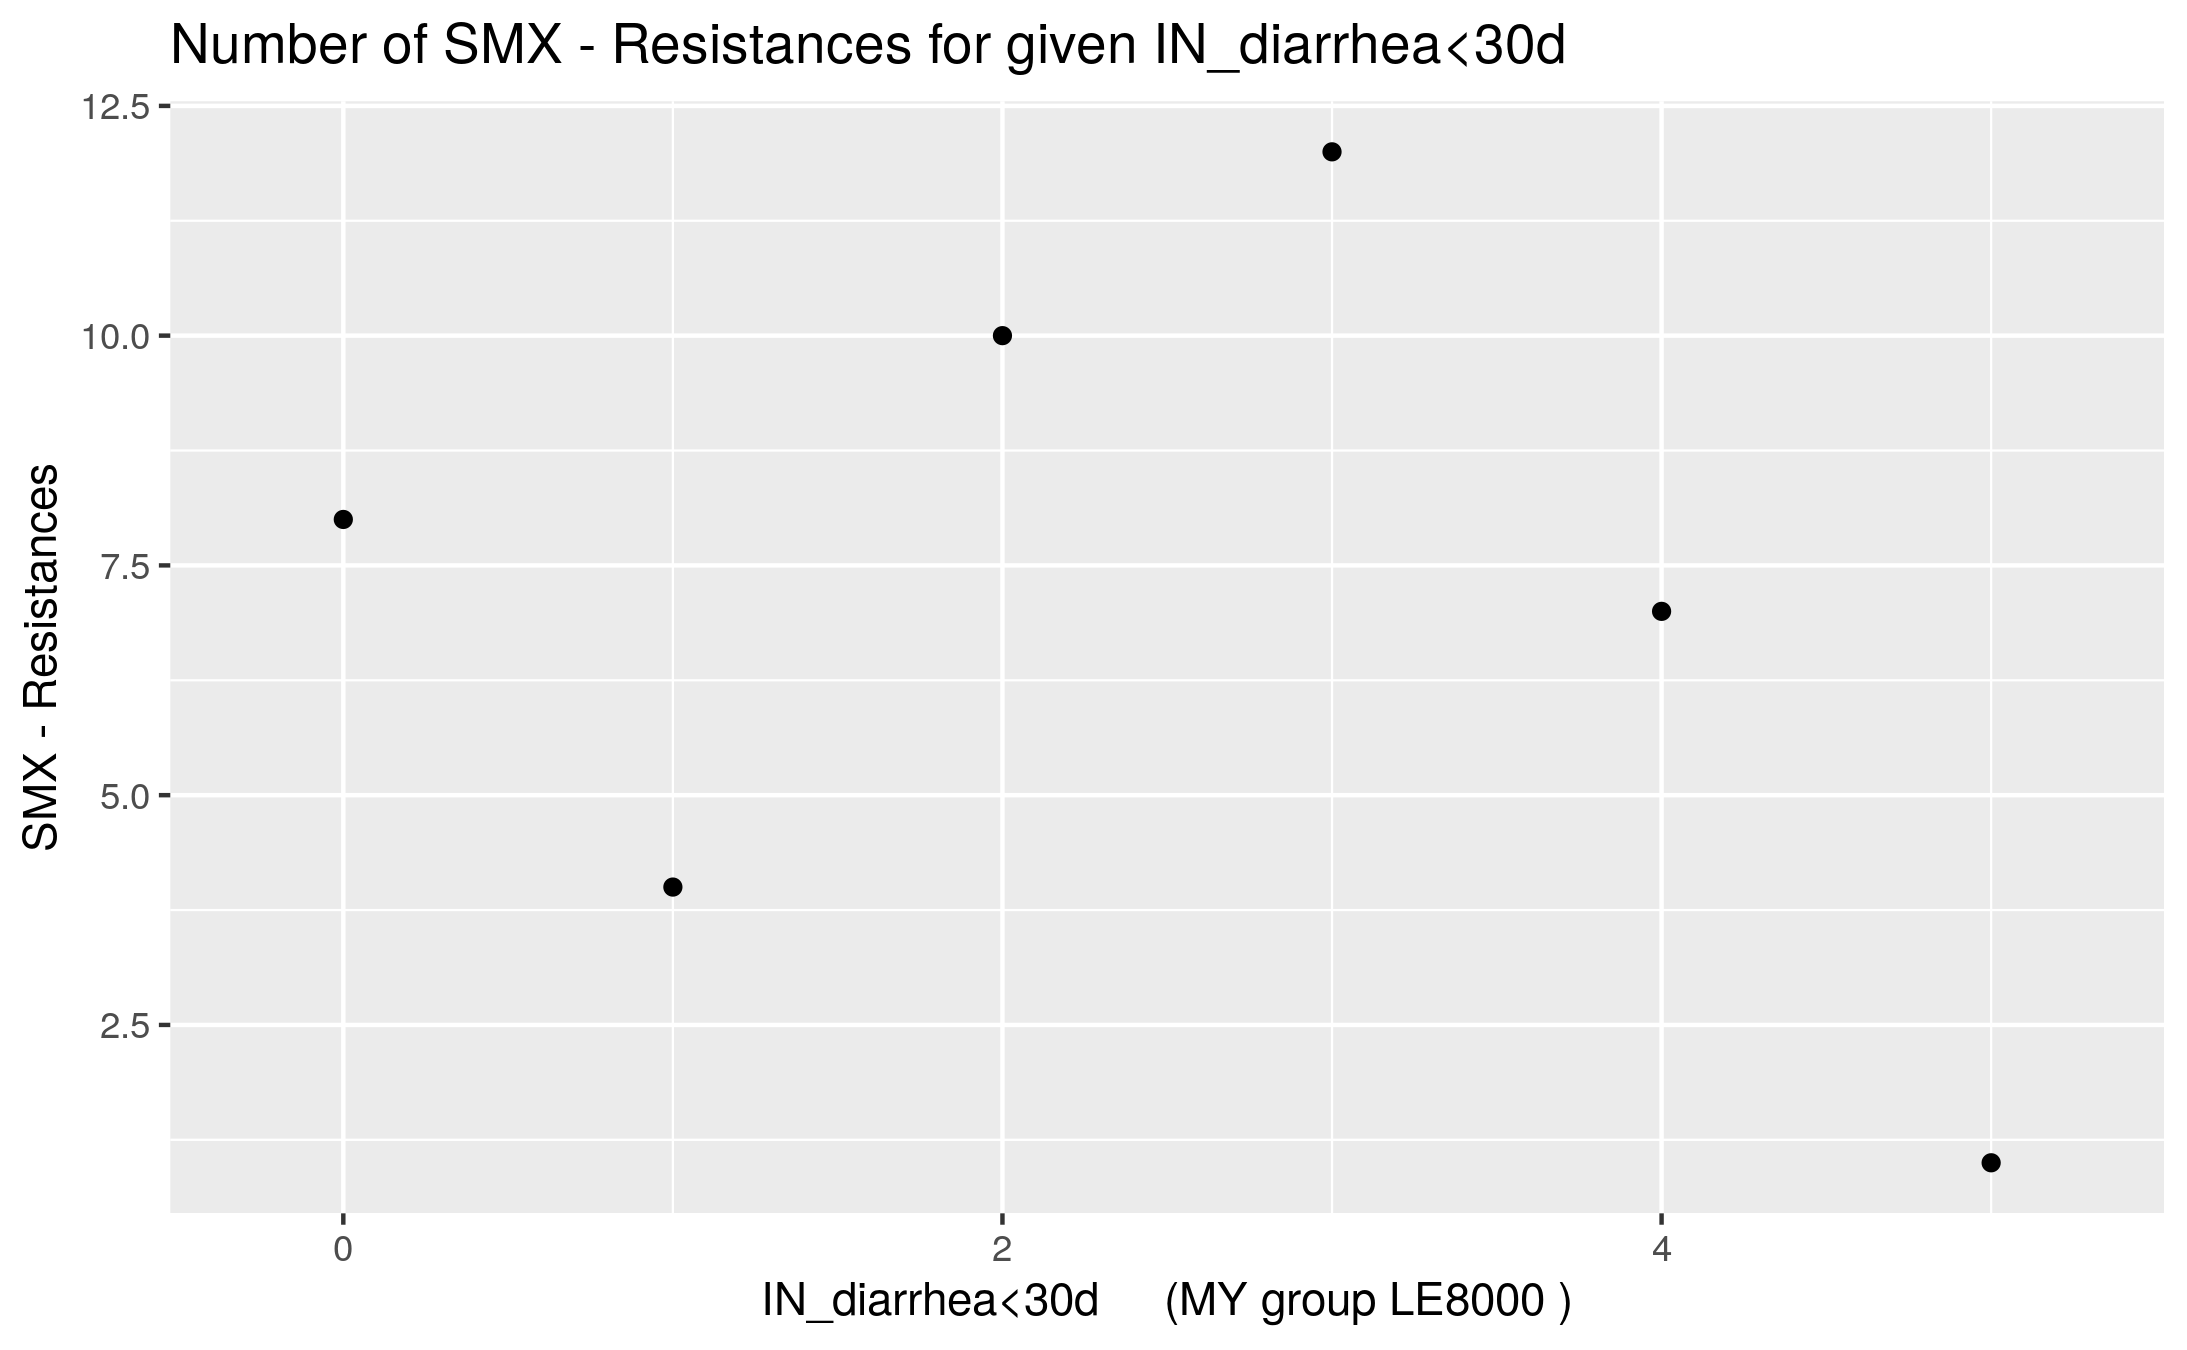 Number of SMX - Resistances for given IN_diarrhea<30d
12.5
10.0
7.5
5.0
2.5
SMX - Resistances
0 2 4
IN_diarrhea<30d (MY group LE8000 )